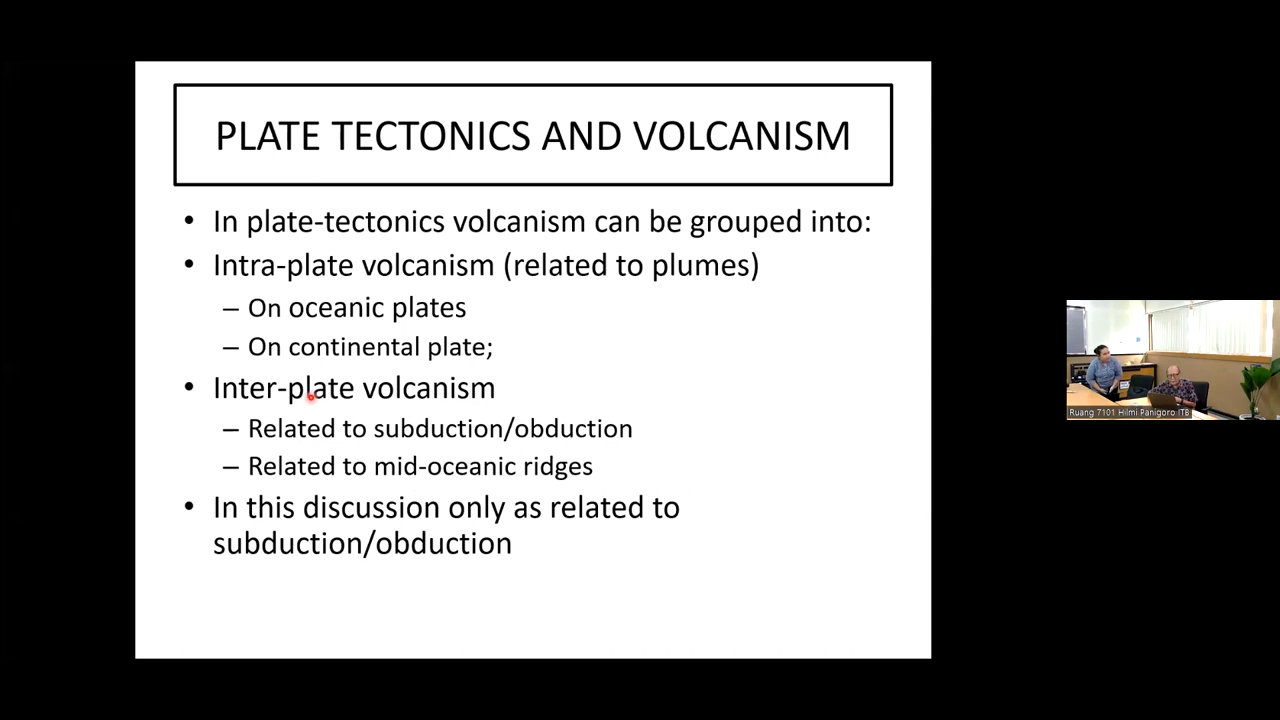 PLATE TECTONICS AND VOLCANISM
• In plate-tectonics volcanism can be grouped into:
• Intra-plate volcanism (related to plumes)
– On oceanic plates
– On continental plate;
• Inter-plate volcanism
– Related to subduction/obduction
– Related to mid-oceanic ridges
• In this discussion only as related to
subduction/obduction
Ruang 7101 Hilmi Panigoro ITB